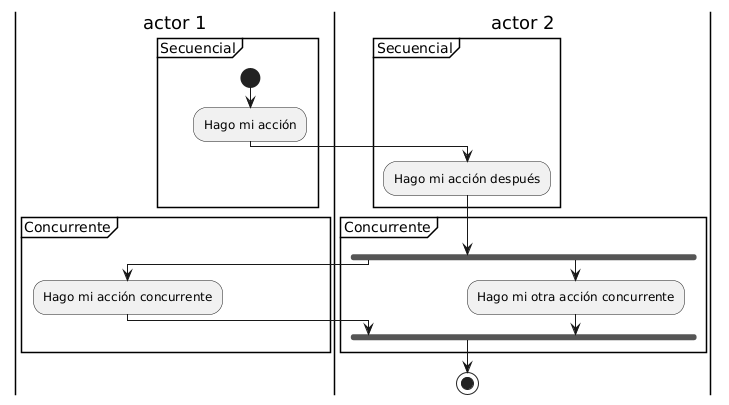 actor 1
actor 2
Secuencial
Secuencial
Hago mi acción
Hago mi acción después
Concurrente
Concurrente
Hago mi acción concurrente
Hago mi otra acción concurrente